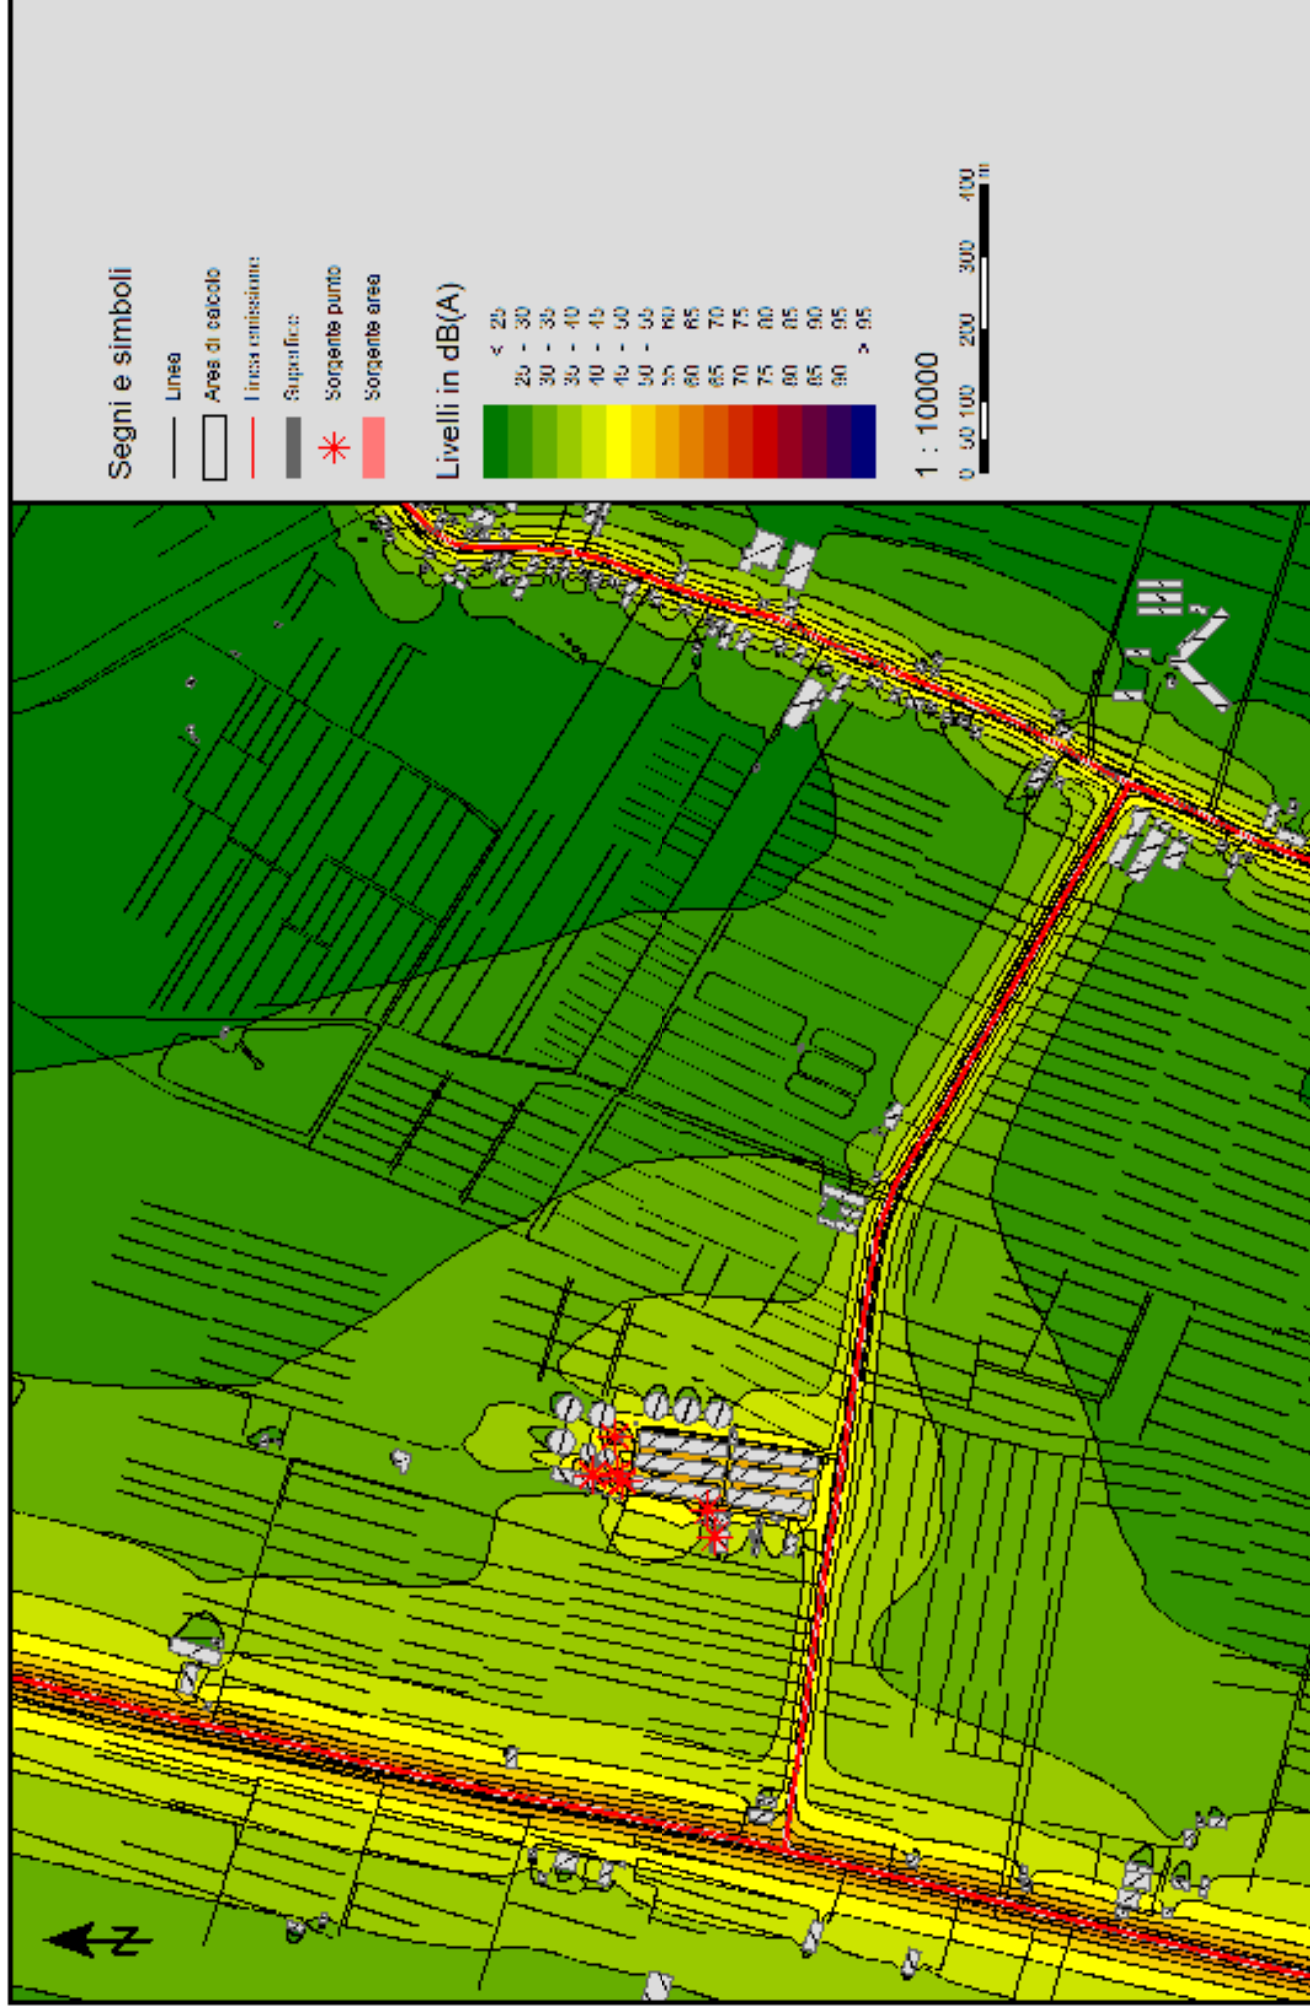 Segni e simboli
Linea
Area di calcolo
Linea emissione
Superfice
Sorgente punto
Sorgente area
Livelli in dB(A)
< 25
25 - 30
30 - 35
35 - 40
40 - 45
45 - 50
50 - 55
55 - 60
60 - 65
65 - 70
70 - 75
75 - 80
80 - 85
85 - 90
90 - 95
> 95
1 : 10000
0 50 100 200 300 400
m
N